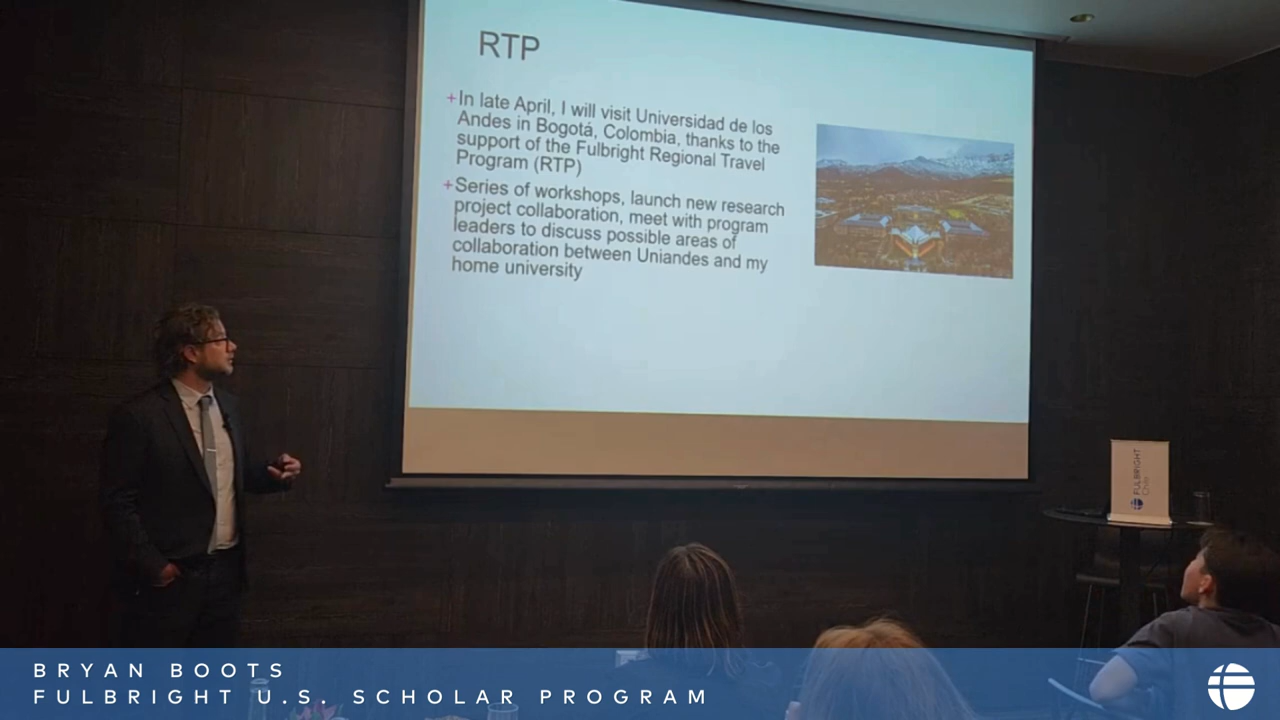 RTP
+In late April, I will visit Universidad de los
Andes in Bogotá, Colombia, thanks to the
support of the Fulbright Regional Travel
Program (RTP)
+Series of workshops, launch new research
project collaboration, meet with program
leaders to discuss possible areas of
collaboration between Uniandes and my
home university
FULBRIGHT
Chile
BRYAN BOOTS
FULBRIGHT U.S. SCHOLAR PROGRAM